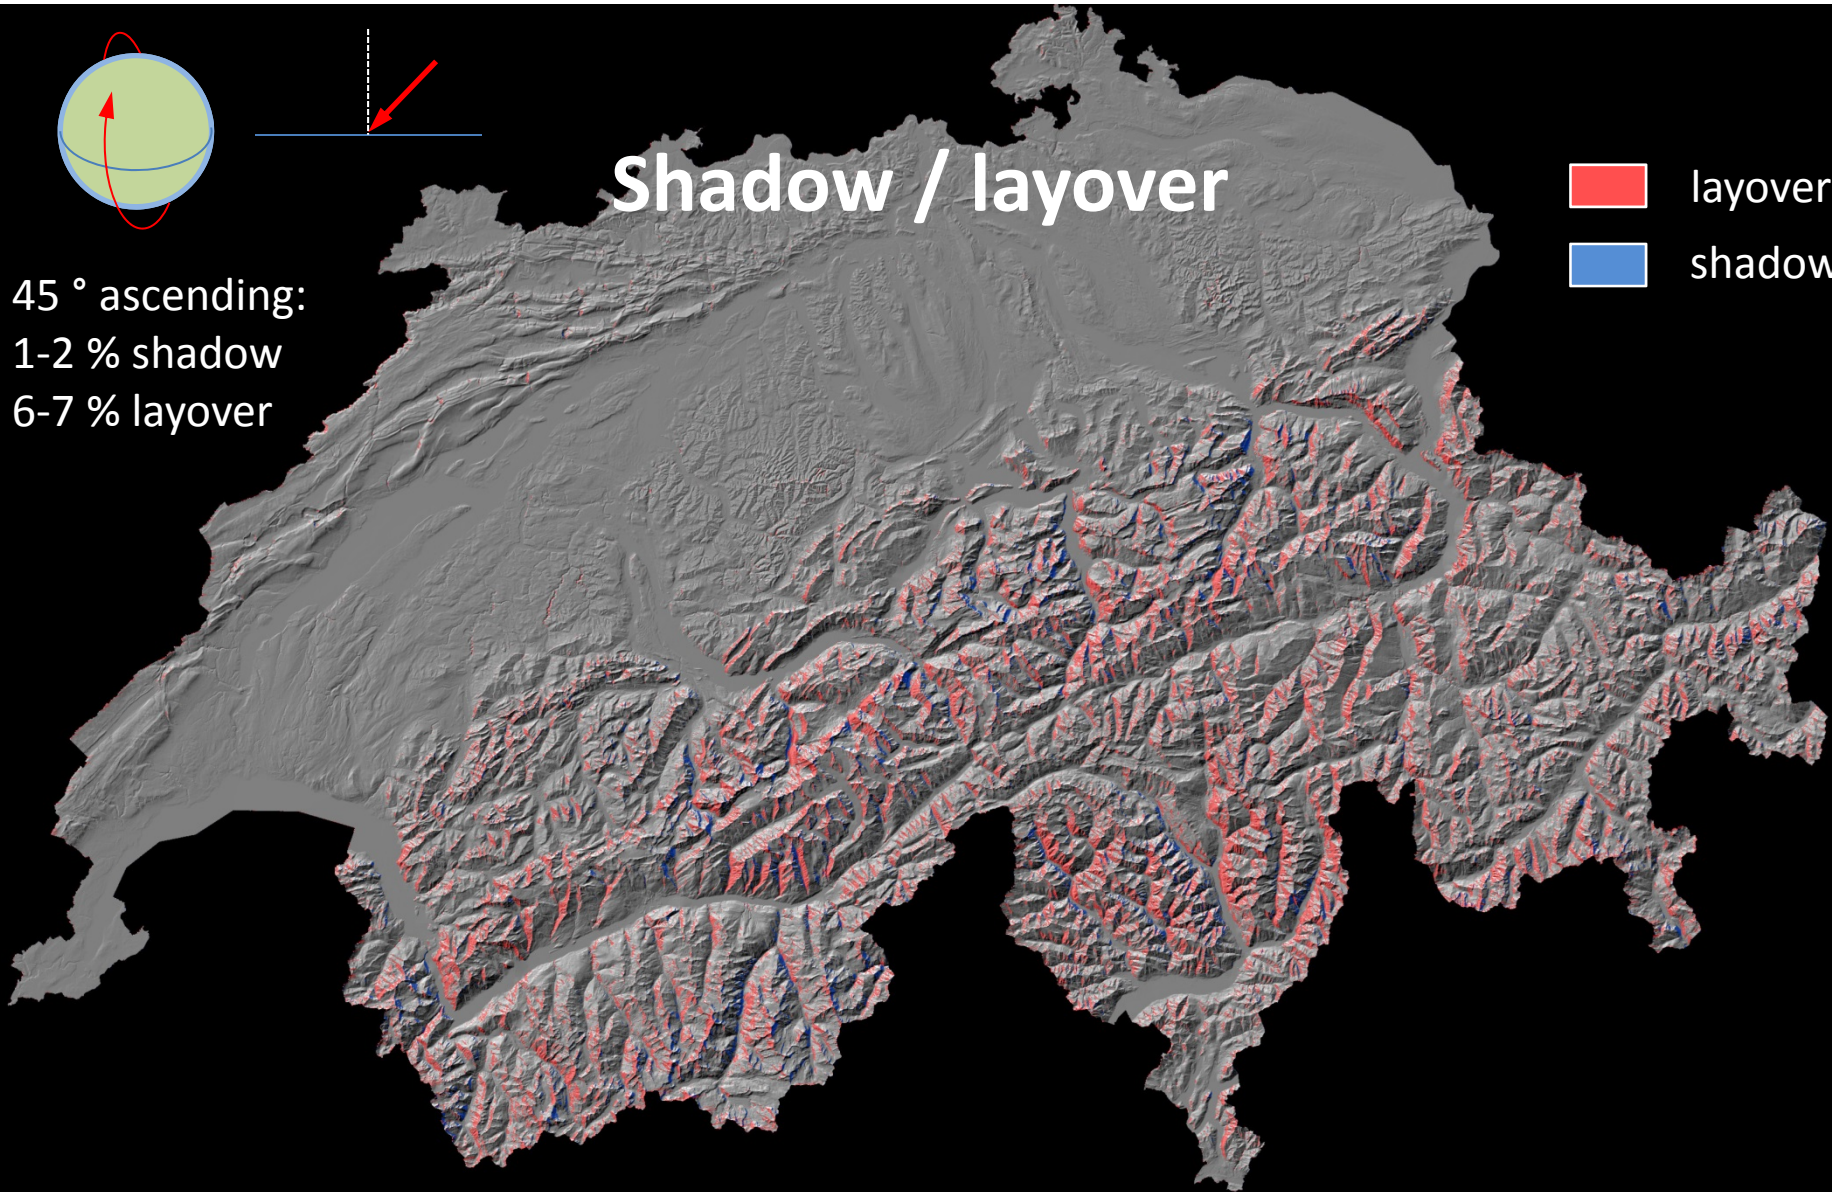 Shadow / layover
layover
shadow
45 ° ascending:
1-2 % shadow
6-7 % layover